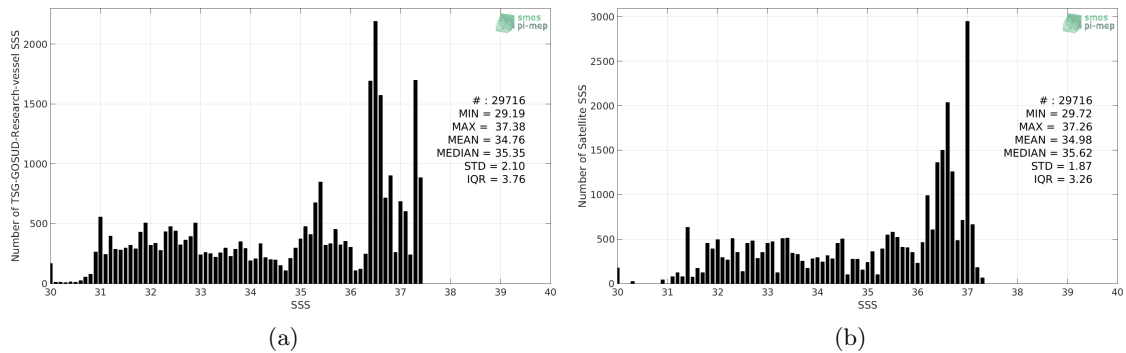 smos
pi-mep
Number of TSG-GOSUD-Research-vessel SSS
2000
1500
1000
500
0
# : 29716
MIN = 29.19
MAX = 37.38
MEAN = 34.76
MEDIAN = 35.35
STD = 2.10
IQR = 3.76
30 31 32 33 34 35 36 37 38 39 40
SSS
(a)
smos
pi-mep
Number of Satellite SSS
3000
2500
2000
1500
1000
500
0
# : 29716
MIN = 29.72
MAX = 37.26
MEAN = 34.98
MEDIAN = 35.62
STD = 1.87
IQR = 3.26
30 31 32 33 34 35 36 37 38 39 40
SSS
(b)